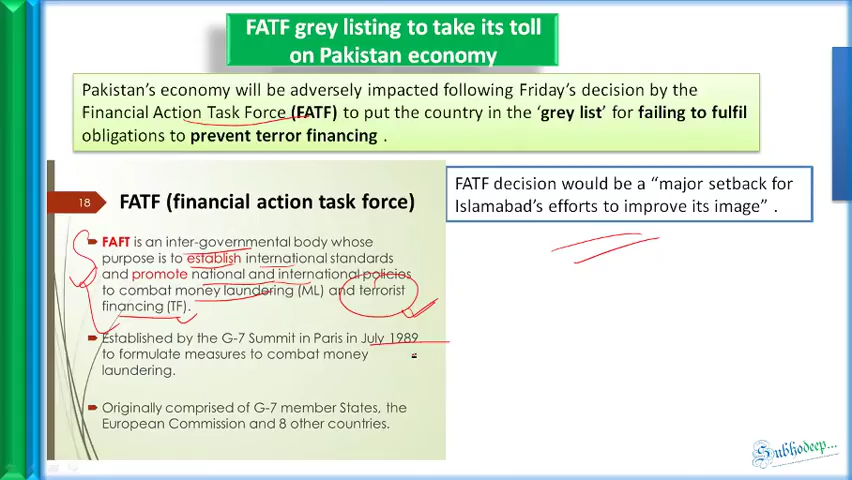 FATF grey listing to take its toll
on Pakistan economy
Pakistan's economy will be adversely impacted following Friday's decision by the
Financial Action Task Force (FATF) to put the country in the 'grey list' for failing to fulfil
obligations to prevent terror financing .
18
FATF (financial action task force)
FATF decision would be a "major setback for
Islamabad's efforts to improve its image" .
FAFT is an inter-governmental body whose
purpose is to establish international standards
and promote national and international policies
to combat money laundering (ML) and terrorist
financing (TF).
Established by the G-7 Summit in Paris in July 1989
to formulate measures to combat money
laundering.
Originally comprised of G-7 member States, the
European Commission and 8 other countries.
Subhodeep...